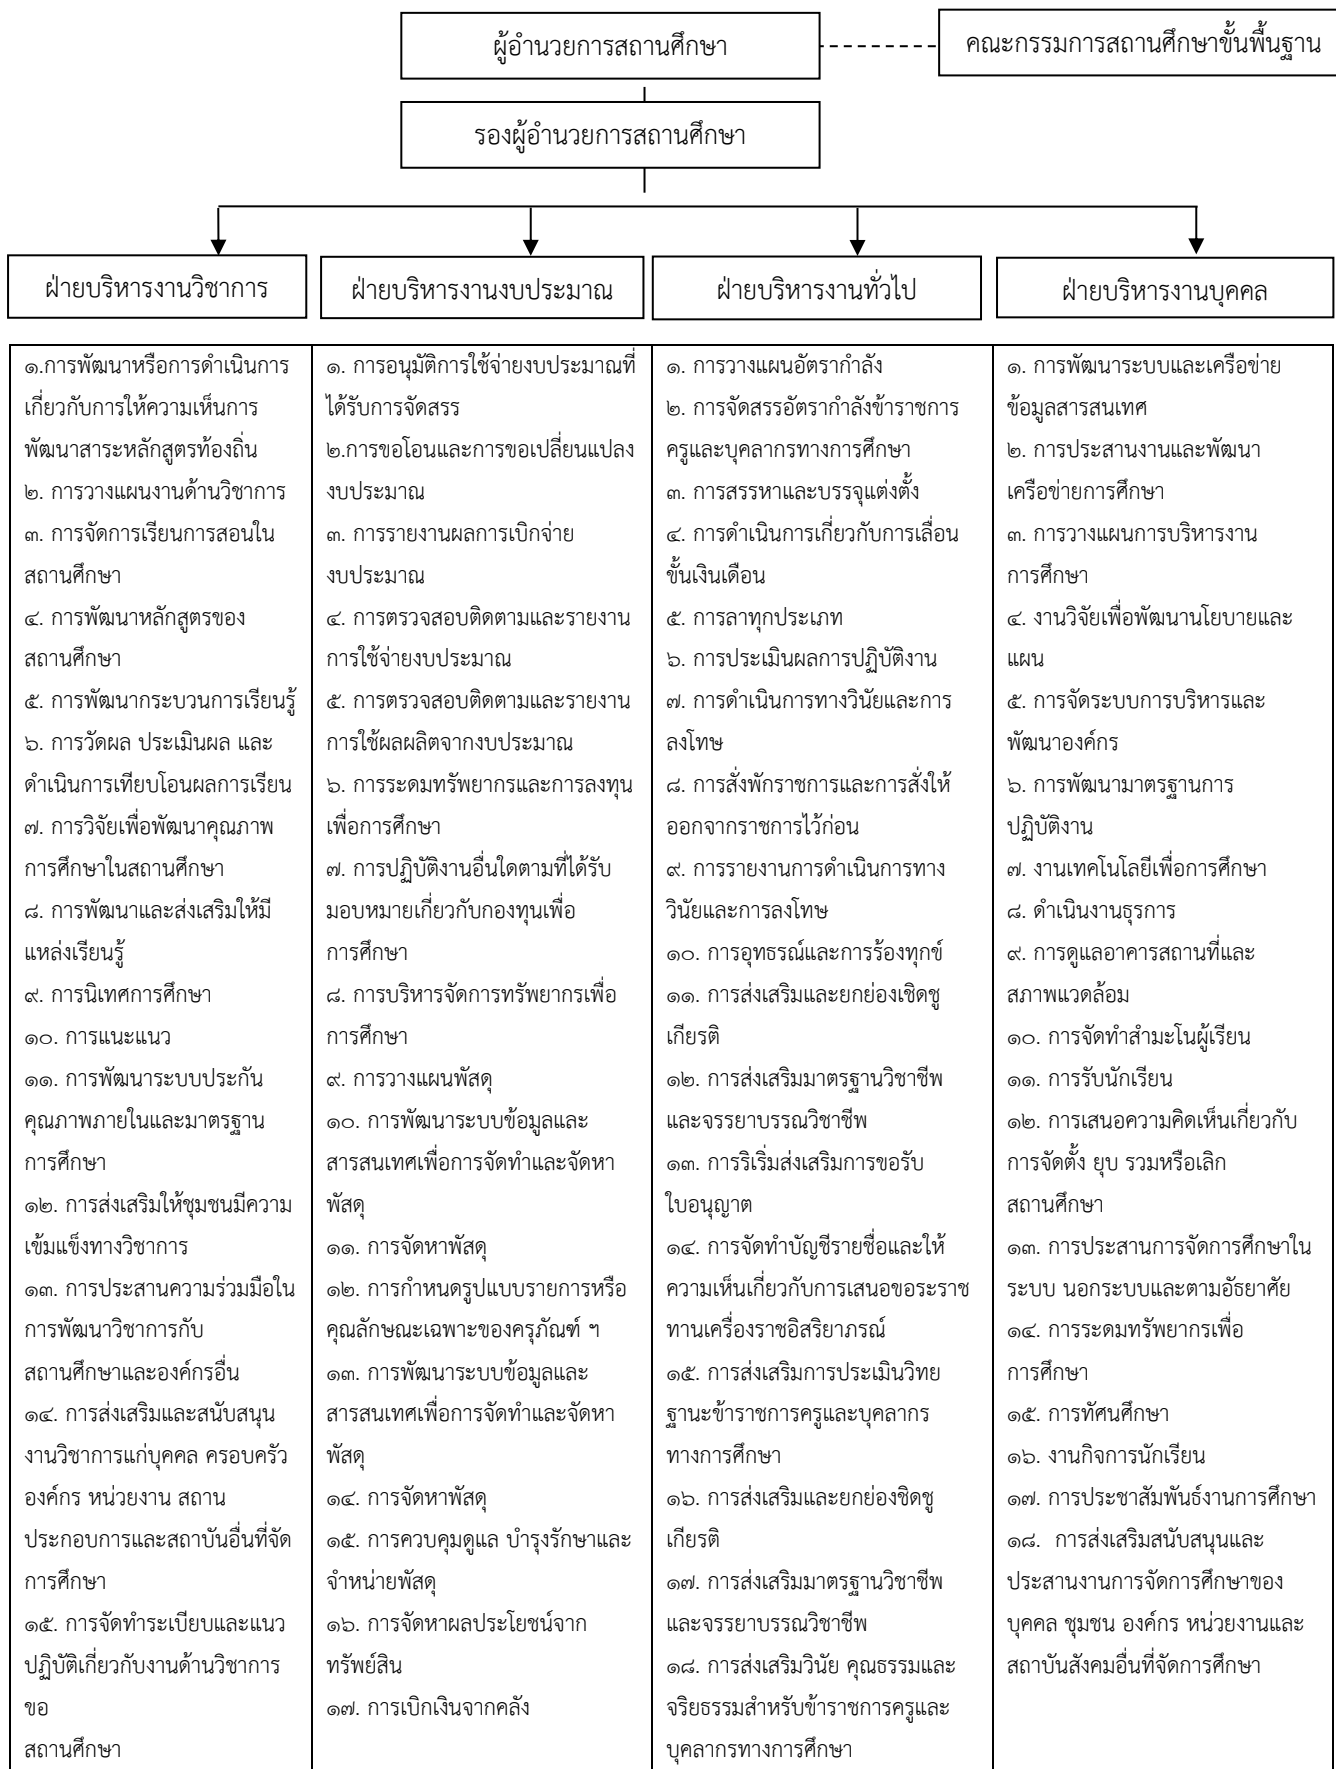 ผู้อำนวยการสถานศึกษา
คณะกรรมการสถานศึกษาขั้นพื้นฐาน
รองผู้อำนวยการสถานศึกษา
ฝ่ายบริหารงานวิชาการ
ฝ่ายบริหารงานงบประมาณ
ฝ่ายบริหารงานทั่วไป
ฝ่ายบริหารงานบุคคล
๑.การพัฒนาหรือการดำเนินการ
เกี่ยวกับการให้ความเห็นการ
พัฒนาสาระหลักสูตรท้องถิ่น
๒. การวางแผนงานด้านวิชาการ
๓. การจัดการเรียนการสอนใน
สถานศึกษา
๔. การพัฒนาหลักสูตรของ
สถานศึกษา
๕. การพัฒนากระบวนการเรียนรู้
๖. การวัดผล ประเมินผล และ
ดำเนินการเทียบโอนผลการเรียน
๗. การวิจัยเพื่อพัฒนาคุณภาพ
การศึกษาในสถานศึกษา
๘. การพัฒนาและส่งเสริมให้มี
แหล่งเรียนรู้
๙. การนิเทศการศึกษา
๑๐. การแนะแนว
๑๑. การพัฒนาระบบประกัน
คุณภาพภายในและมาตรฐาน
การศึกษา
๑๒. การส่งเสริมให้ชุมชนมีความ
เข้มแข็งทางวิชาการ
๑๓. การประสานความร่วมมือใน
การพัฒนาวิชาการกับ
สถานศึกษาและองค์กรอื่น
๑๔. การส่งเสริมและสนับสนุน
งานวิชาการแก่บุคคล ครอบครัว
องค์กร หน่วยงาน สถาน
ประกอบการและสถาบันอื่นที่จัด
การศึกษา
๑๕. การจัดทำระเบียบและแนว
ปฏิบัติเกี่ยวกับงานด้านวิชาการ
ขอ
สถานศึกษา
๑. การอนุมัติการใช้จ่ายงบประมาณที่
ได้รับการจัดสรร
๒.การขอโอนและการขอเปลี่ยนแปลง
งบประมาณ
๓. การรายงานผลการเบิกจ่าย
งบประมาณ
๔. การตรวจสอบติดตามและรายงาน
การใช้จ่ายงบประมาณ
๕. การตรวจสอบติดตามและรายงาน
การใช้ผลผลิตจากงบประมาณ
๖. การระดมทรัพยากรและการลงทุน
เพื่อการศึกษา
๗. การปฏิบัติงานอื่นใดตามที่ได้รับ
มอบหมายเกี่ยวกับกองทุนเพื่อ
การศึกษา
๘. การบริหารจัดการทรัพยากรเพื่อ
การศึกษา
๙. การวางแผนพัสดุ
๑๐. การพัฒนาระบบข้อมูลและ
สารสนเทศเพื่อการจัดทำและจัดหา
พัสดุ
๑๑. การจัดหาพัสดุ
๑๒. การกำหนดรูปแบบรายการหรือ
คุณลักษณะเฉพาะของครุภัณฑ์ ฯ
๑๓. การพัฒนาระบบข้อมูลและ
สารสนเทศเพื่อการจัดทำและจัดหา
พัสดุ
๑๔. การจัดหาพัสดุ
๑๕. การควบคุมดูแล บำรุงรักษาและ
จำหน่ายพัสดุ
๑๖. การจัดหาผลประโยชน์จาก
ทรัพย์สิน
๑๗. การเบิกเงินจากคลัง
๑. การวางแผนอัตรากำลัง
๒. การจัดสรรอัตรากำลังข้าราชการ
ครูและบุคลากรทางการศึกษา
๓. การสรรหาและบรรจุแต่งตั้ง
๔. การดำเนินการเกี่ยวกับการเลื่อน
ขั้นเงินเดือน
๕. การลาทุกประเภท
๖. การประเมินผลการปฏิบัติงาน
๗. การดำเนินการทางวินัยและการ
ลงโทษ
๘. การสั่งพักราชการและการสั่งให้
ออกจากราชการไว้ก่อน
๙. การรายงานการดำเนินการทาง
วินัยและการลงโทษ
๑๐. การอุทธรณ์และการร้องทุกข์
๑๑. การส่งเสริมและยกย่องเชิดชู
เกียรติ
๑๒. การส่งเสริมมาตรฐานวิชาชีพ
และจรรยาบรรณวิชาชีพ
๑๓. การริเริ่มส่งเสริมการขอรับ
ใบอนุญาต
๑๔. การจัดทำบัญชีรายชื่อและให้
ความเห็นเกี่ยวกับการเสนอขอระราช
ทานเครื่องราชอิสริยาภรณ์
๑๕. การส่งเสริมการประเมินวิทย
ฐานะข้าราชการครูและบุคลากร
ทางการศึกษา
๑๖. การส่งเสริมและยกย่องชิดชู
เกียรติ
๑๗. การส่งเสริมมาตรฐานวิชาชีพ
และจรรยาบรรณวิชาชีพ
๑๘. การส่งเสริมวินัย คุณธรรมและ
จริยธรรมสำหรับข้าราชการครูและ
บุคลากรทางการศึกษา
๑. การพัฒนาระบบและเครือข่าย
ข้อมูลสารสนเทศ
๒. การประสานงานและพัฒนา
เครือข่ายการศึกษา
๓. การวางแผนการบริหารงาน
การศึกษา
๔. งานวิจัยเพื่อพัฒนานโยบายและ
แผน
๕. การจัดระบบการบริหารและ
พัฒนาองค์กร
๖. การพัฒนามาตรฐานการ
ปฏิบัติงาน
๗. งานเทคโนโลยีเพื่อการศึกษา
๘. ดำเนินงานธุรการ
๙. การดูแลอาคารสถานที่และ
สภาพแวดล้อม
๑๐. การจัดทำสำมะโนผู้เรียน
๑๑. การรับนักเรียน
๑๒. การเสนอความคิดเห็นเกี่ยวกับ
การจัดตั้ง ยุบ รวมหรือเลิก
สถานศึกษา
๑๓. การประสานการจัดการศึกษาใน
ระบบ นอกระบบและตามอัธยาศัย
๑๔. การระดมทรัพยากรเพื่อ
การศึกษา
๑๕. การทัศนศึกษา
๑๖. งานกิจการนักเรียน
๑๗. การประชาสัมพันธ์งานการศึกษา
๑๘. การส่งเสริมสนับสนุนและ
ประสานงานการจัดการศึกษาของ
บุคคล ชุมชน องค์กร หน่วยงานและ
สถาบันสังคมอื่นที่จัดการศึกษา